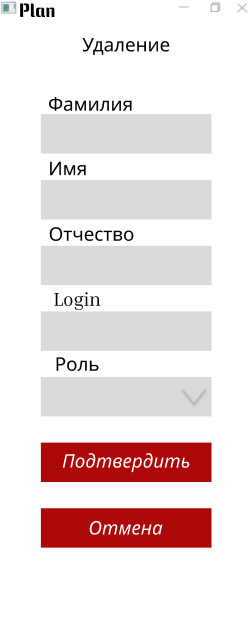 Plan
Удаление
Фамилия
Имя
Отчество
Login
Роль
Подтвердить
Отмена